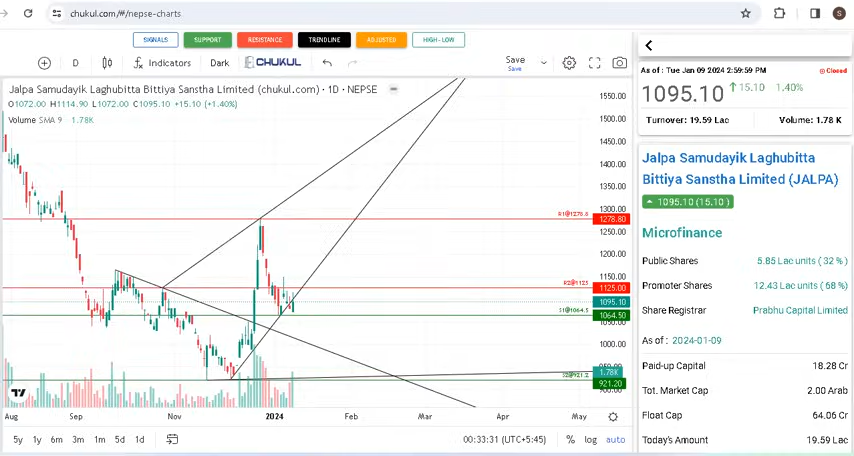 chukul.com/#/nepse-charts
S
SIGNALS SUPPORT RESISTANCE TRENDLINE ADJUSTED HIGH-LOW
D Indicators Dark CHUKUL Save
Save
Jalpa Samudayik Laghubitta Bittiya Sanstha Limited (chukul.com) · 1D · NEPSE
O1072.00 H1114.90 L1072.00 C1095.10 +15.10 (+1.40%)
Volume SMA 9 1.78K
1550.00
1500.00
1450.00
1400.00
1350.00
1300.00
R1@1278.8 1278.80
1250.00
1200.00
1150.00
R2@1125 1125.00
1095.10
S1@1064.5 1064.50
1050.00
1000.00
1.78K
S2@921.2 921.20
Aug Sep Nov 2024 Feb Mar Apr May
5y 1y 6m 3m 1m 5d 1d 00:33:31 (UTC+5:45) % log auto
As of : Tue Jan 09 2024 2:59:59 PM Closed
1095.10 15.10 1.40%
Turnover: 19.59 Lac Volume: 1.78 K
Jalpa Samudayik Laghubitta
Bittiya Sanstha Limited (JALPA)
1095.10 (15.10 )
Microfinance
Public Shares 5.85 Lac units ( 32 % )
Promoter Shares 12.43 Lac units ( 68 % )
Share Registrar Prabhu Capital Limited
As of : 2024-01-09
Paid-up Capital 18.28 Cr
Tot. Market Cap 2.00 Arab
Float Cap 64.06 Cr
Today's Amount 19.59 Lac